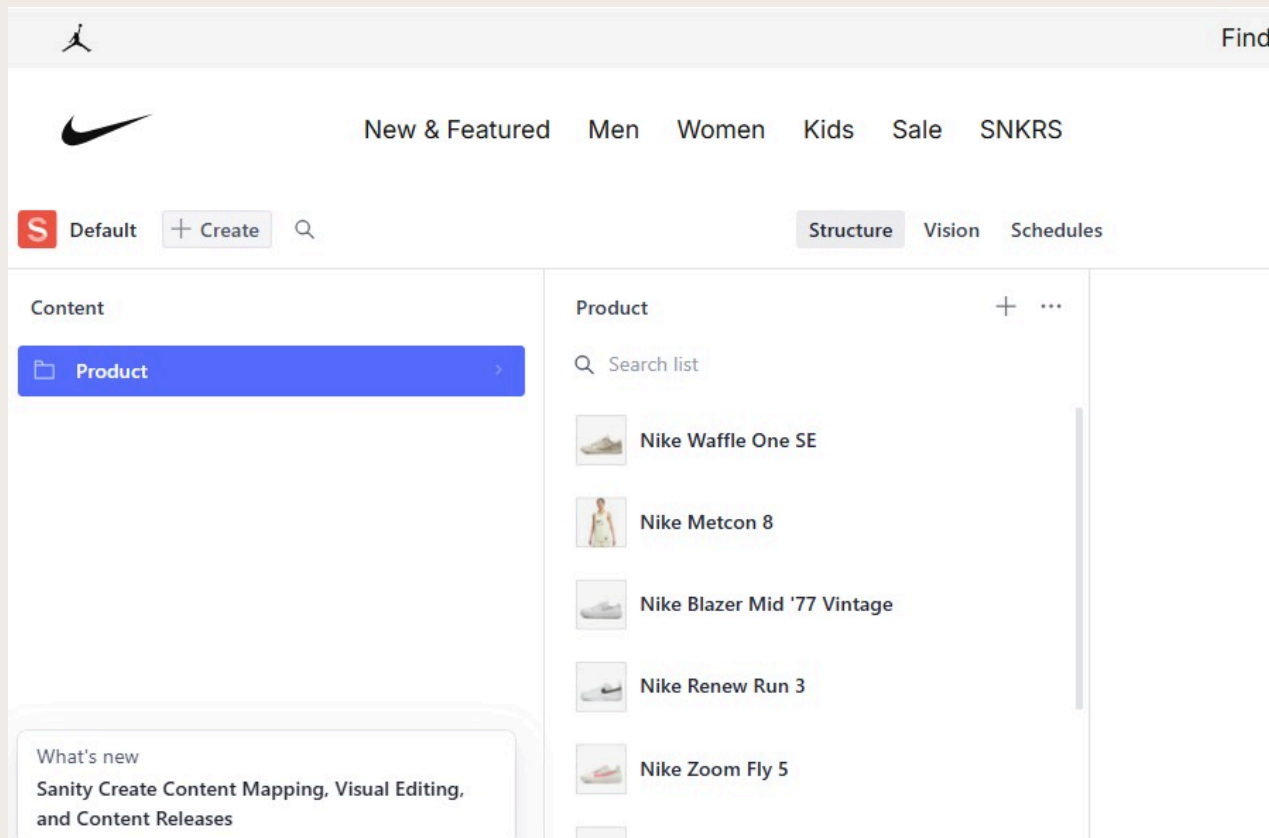 Find
New & Featured Men Women Kids Sale SNKRS
S Default + Create Structure Vision Schedules
Content
Product
Product
Search list
Nike Waffle One SE
Nike Metcon 8
Nike Blazer Mid '77 Vintage
Nike Renew Run 3
Nike Zoom Fly 5
What's new
Sanity Create Content Mapping, Visual Editing,
and Content Releases